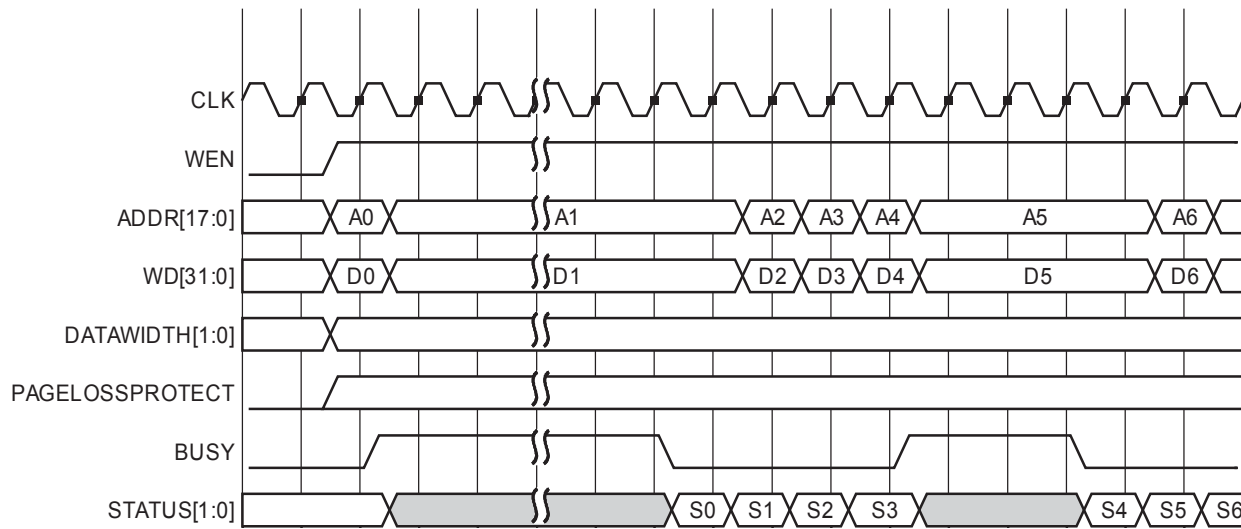 CLK
WEN
ADDR[17:0] A0 A1 A2 A3 A4 A5 A6
WD[31:0] D0 D1 D2 D3 D4 D5 D6
DATAWIDTH[1:0]
PAGELOSSPROTECT
BUSY
STATUS[1:0] S0 S1 S2 S3 S4 S5 S6